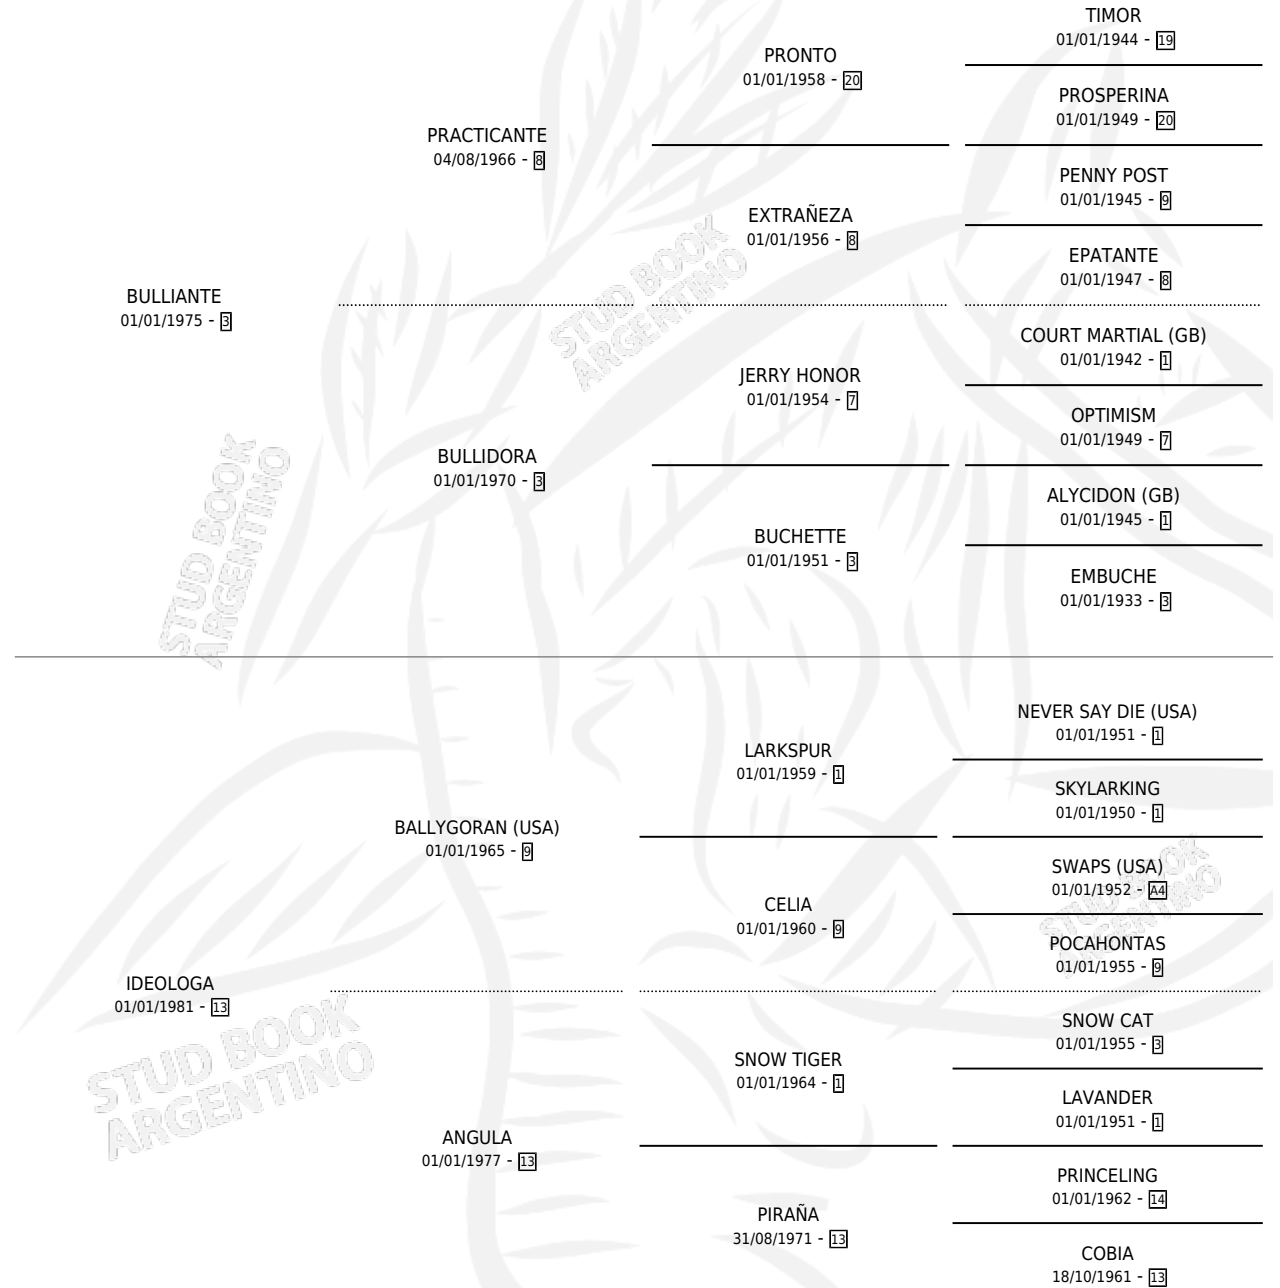 TIMOR
01/01/1944 - 19
PRONTO
01/01/1958 - 20
PROSPERINA
01/01/1949 - 20
PRACTICANTE
04/08/1966 - 8
PENNY POST
01/01/1945 - 9
EXTRAÑEZA
01/01/1956 - 8
EPATANTE
01/01/1947 - 8
BULLIANTE
01/01/1975 - 3
STUD BOOK
ARGENTINO
COURT MARTIAL (GB)
01/01/1942 - 1
JERRY HONOR
01/01/1954 - 7
OPTIMISM
01/01/1949 - 7
BULLIDORA
01/01/1970 - 3
ALYCIDON (GB)
01/01/1945 - 1
BUCHETTE
01/01/1951 - 3
EMBUCHE
01/01/1933 - 3
STUD BOOK
ARGENTINO
NEVER SAY DIE (USA)
01/01/1951 - 1
LARKSPUR
01/01/1959 - 1
SKYLARKING
01/01/1950 - 1
BALLYGORAN (USA)
01/01/1965 - 9
SWAPS (USA)
01/01/1952 - A4
CELIA
01/01/1960 - 9
STUD BOOK
ARGENTINO
POCAHONTAS
01/01/1955 - 9
IDEOLOGA
01/01/1981 - 13
SNOW CAT
01/01/1955 - 3
SNOW TIGER
01/01/1964 - 1
STUD BOOK
ARGENTINO
LAVANDER
01/01/1951 - 1
ANGULA
01/01/1977 - 13
PRINCELING
01/01/1962 - 14
PIRAÑA
31/08/1971 - 13
COBIA
18/10/1961 - 13